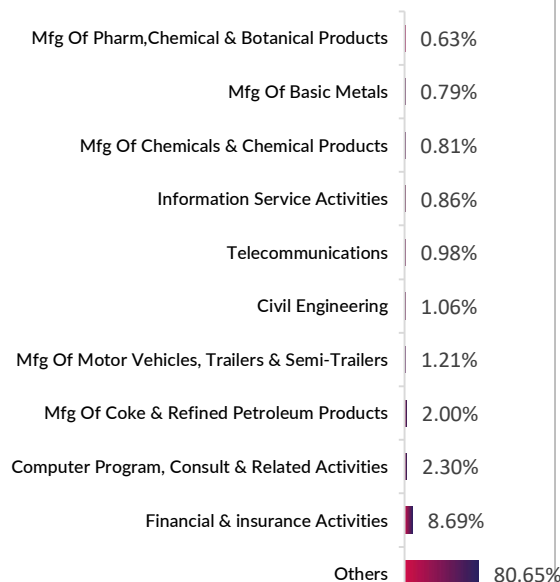 Mfg Of Pharm,Chemical & Botanical Products 0.63%
Mfg Of Basic Metals 0.79%
Mfg Of Chemicals & Chemical Products 0.81%
Information Service Activities 0.86%
Telecommunications 0.98%
Civil Engineering 1.06%
Mfg Of Motor Vehicles, Trailers & Semi-Trailers 1.21%
Mfg Of Coke & Refined Petroleum Products 2.00%
Computer Program, Consult & Related Activities 2.30%
Financial & insurance Activities 8.69%
Others 80.65%